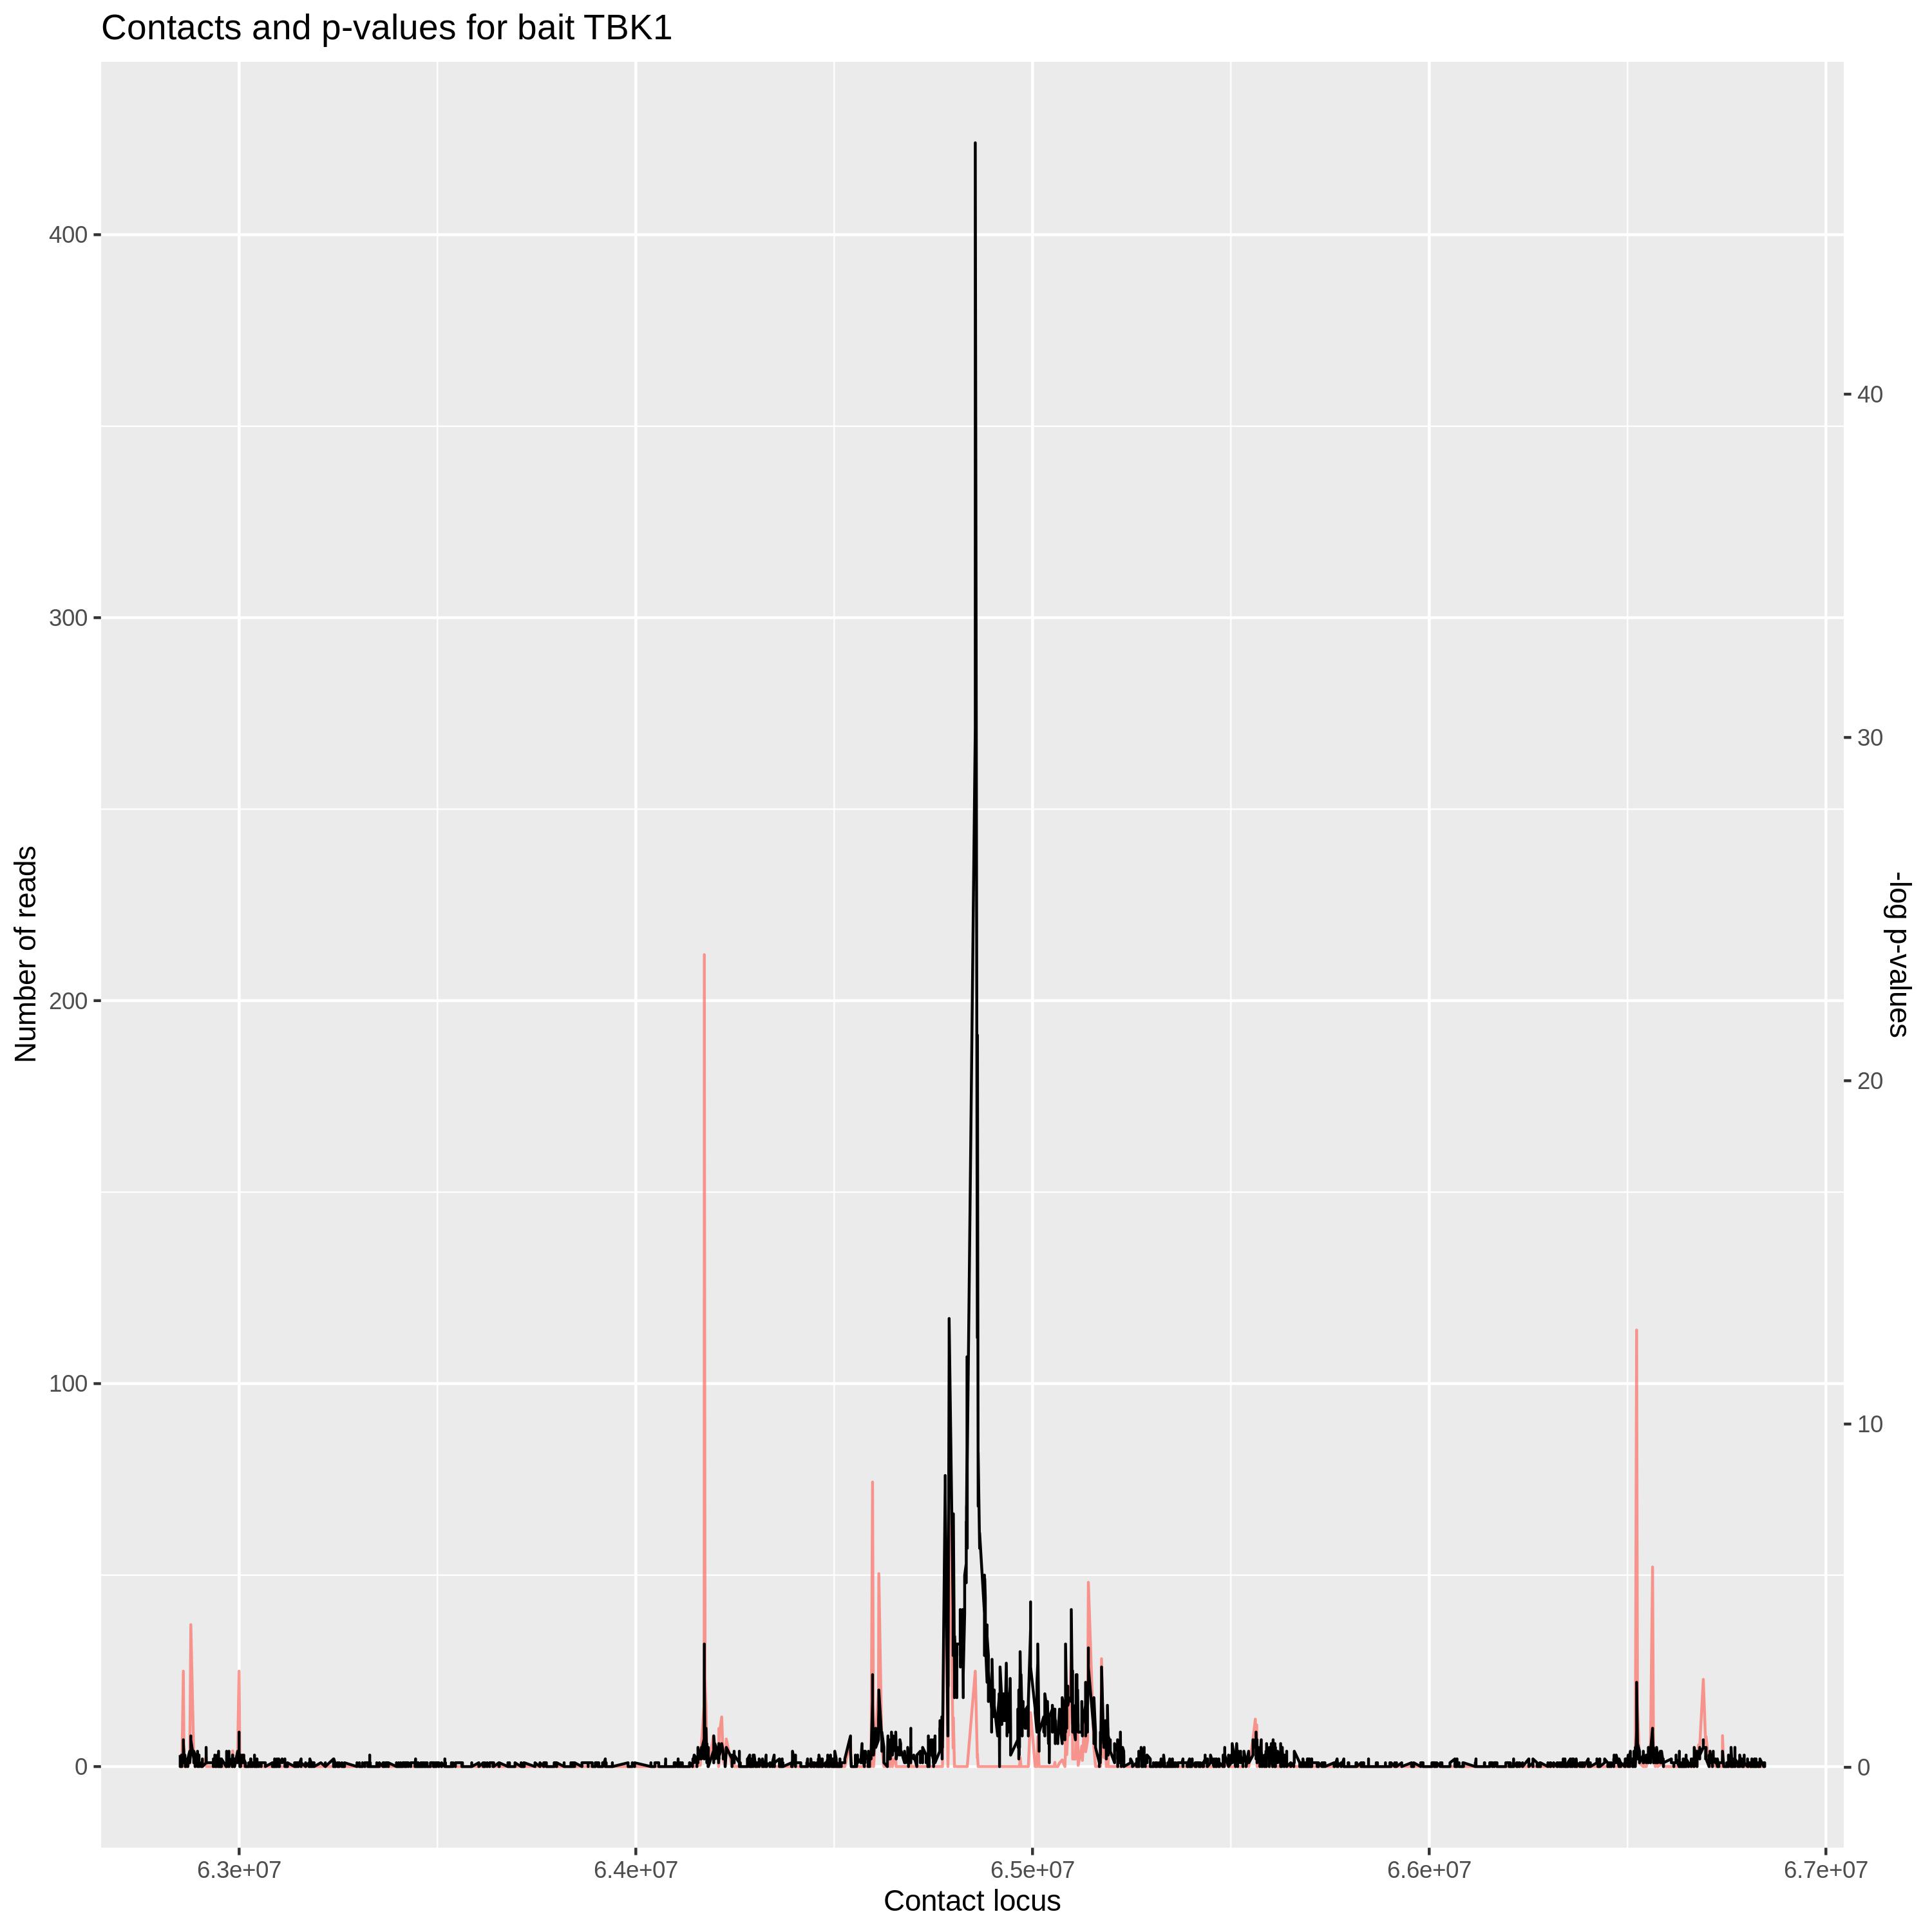 Contacts and p-values for bait TBK1
400
300
200
100
0
Number of reads
40
30
20
10
0
-log p-values
6.3e+07
6.4e+07
6.5e+07
6.6e+07
6.7e+07
Contact locus